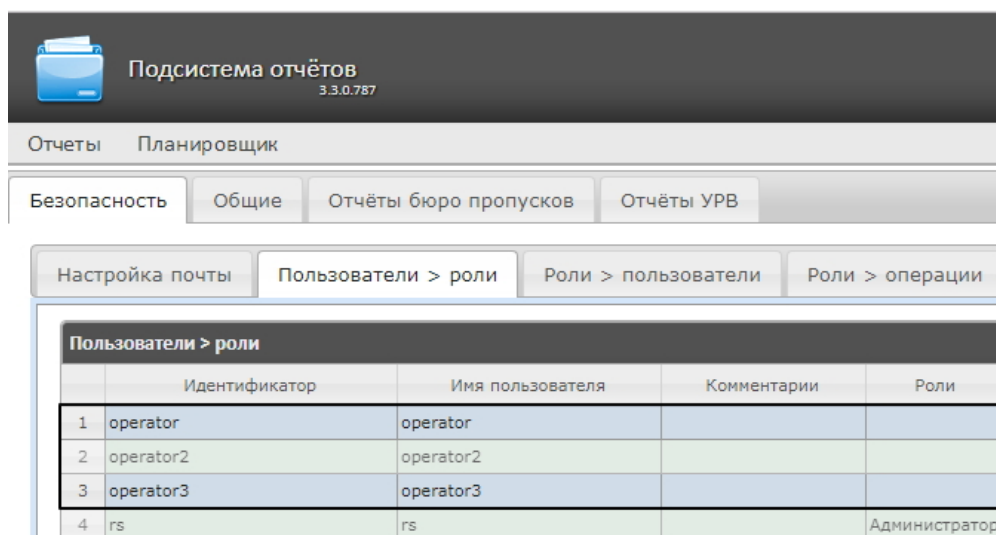 Подсистема отчётов
3.3.0.787
Отчеты Планировщик
Безопасность Общие Отчёты бюро пропусков Отчёты УРВ
Настройка почты Пользователи > роли Роли > пользователи Роли > операции
Пользователи > роли
Идентификатор Имя пользователя Комментарии Роли
1 operator operator
2 operator2 operator2
3 operator3 operator3
4 rs rs Администратор